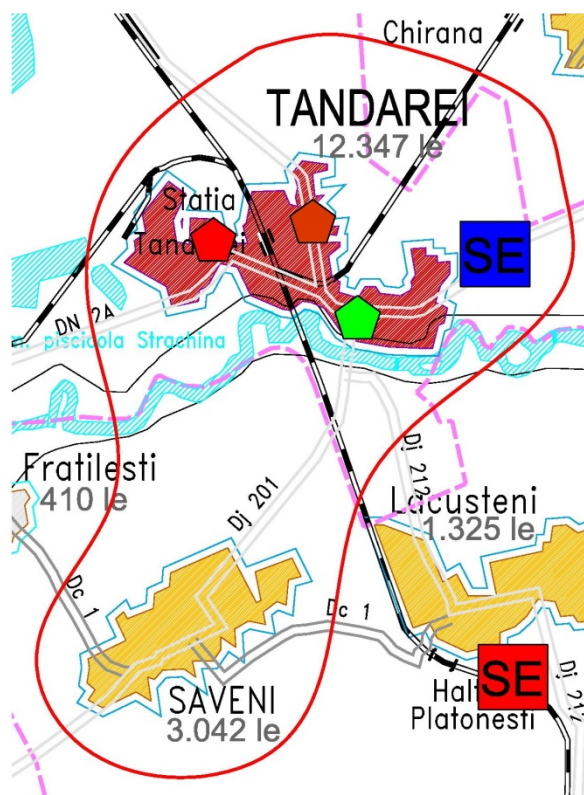 Chirana
TANDAREI
12.347 le
Statia
Tandarei
SE
DN 2A
piscicola Strachina
Fratilesti
410 le
Dj 201
Dj 212
Lacusteni
1.325 le
Dc 1
Dc 1
SAVENI
3.042 le
SE
Platonesti
Dj 212